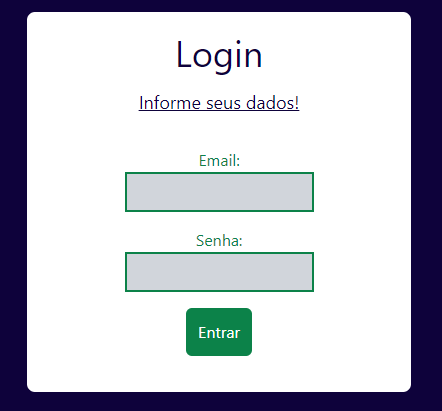 Login
Informe seus dados!
Email:
Senha:
Entrar